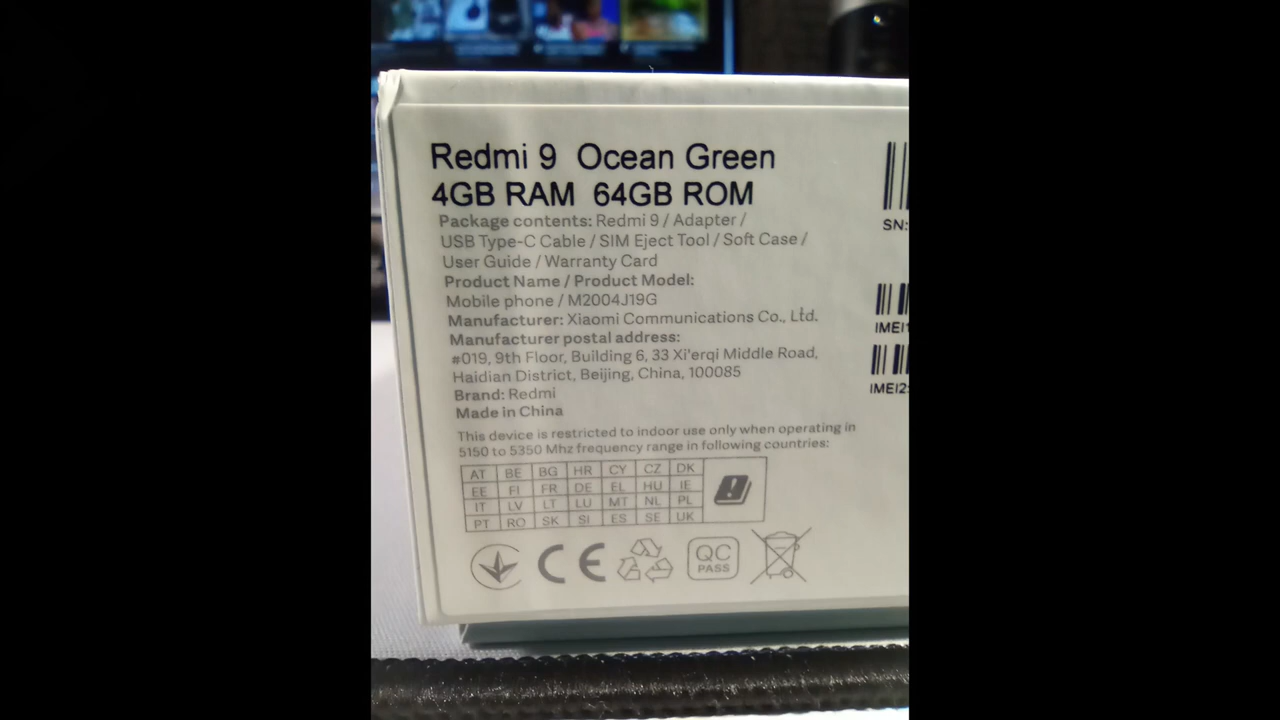 Redmi 9 Ocean Green
4GB RAM 64GB ROM
Package contents: Redmi 9 / Adapter /
USB Type-C Cable / SIM Eject Tool / Soft Case /
User Guide / Warranty Card
Product Name / Product Model:
Mobile phone / M2004J19G
Manufacturer: Xiaomi Communications Co., Ltd.
Manufacturer postal address:
#019, 9th Floor, Building 6, 33 Xi'erqi Middle Road,
Haidian District, Beijing, China, 100085
Brand: Redmi
Made in China
This device is restricted to indoor use only when operating in
5150 to 5350 Mhz frequency range in following countries:
AT BE BG HR CY CZ DK
EE FI FR DE EL HU IE
IT LV LT LU MT NL PL
PT RO SK SI ES SE UK
CE
QC
PASS
SN:
IMEI1
IMEI2: